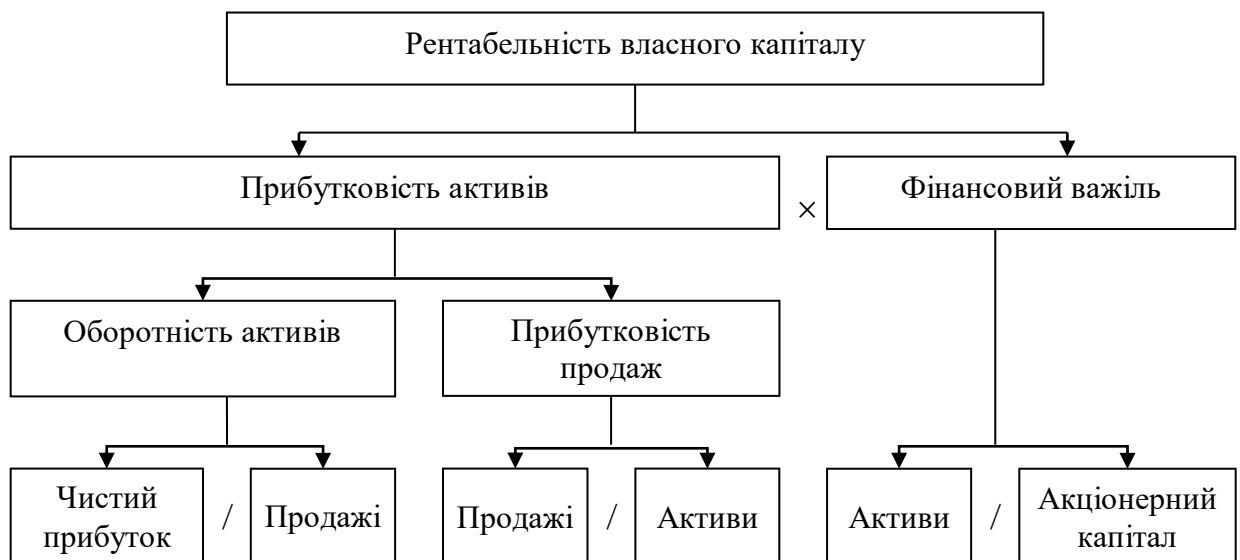 Рентабельність власного капіталу
Прибутковість активів
×
Фінансовий важіль
Оборотність активів
Прибутковість
продаж
Чистий
прибуток
/
Продажі
Продажі
/
Активи
Активи
/
Акціонерний
капітал